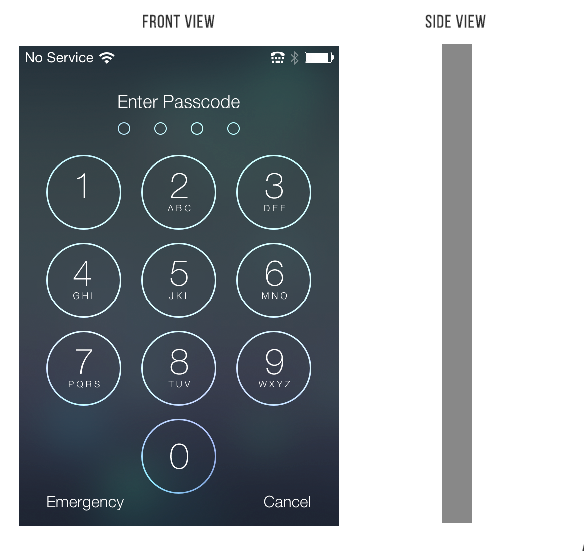 FRONT VIEW
SIDE VIEW
No Service
Enter Passcode
1
2
ABC
3
DEF
4
GHI
5
JKL
6
MNO
7
PQRS
8
TUV
9
WXYZ
0
Emergency
Cancel